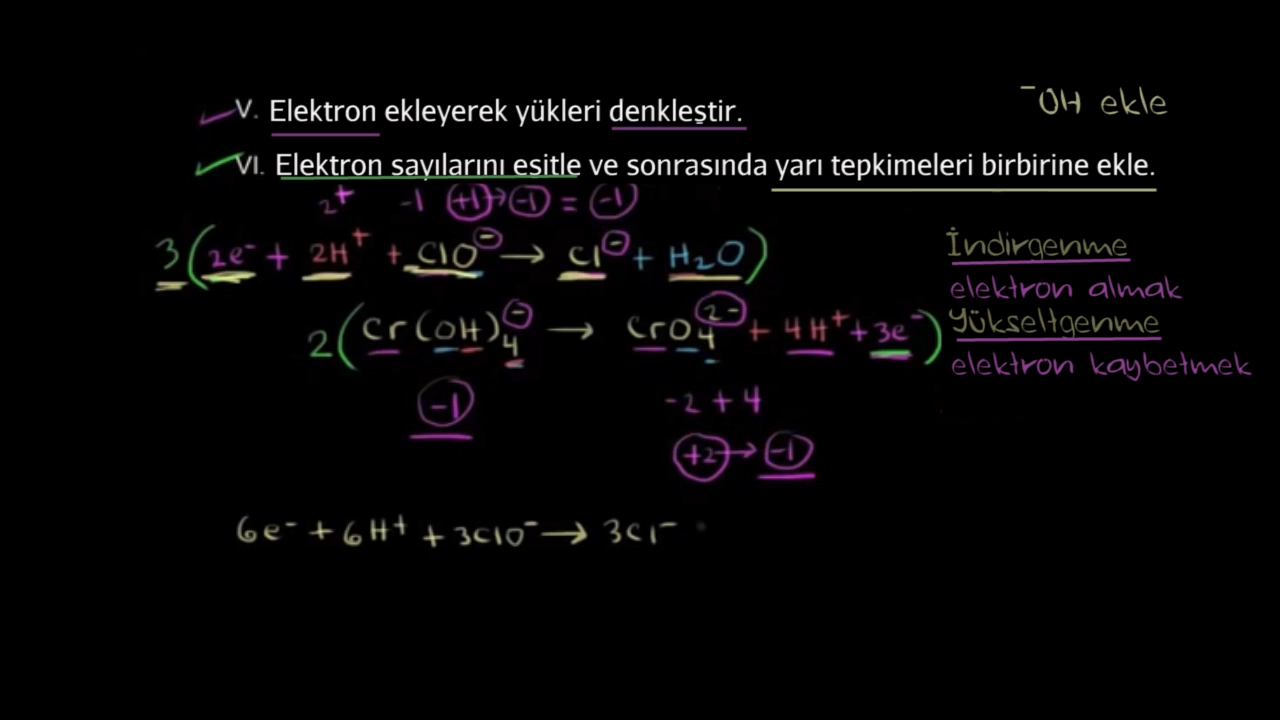 V. Elektron ekleyerek yükleri denkleştir.
⁻OH ekle
VI. Elektron sayılarını eşitle ve sonrasında yarı tepkimeleri birbirine ekle.
2⁺ -1 +1 → -1 = -1
3(2e⁻ + 2H⁺ + ClO⁻ → Cl⁻ + H₂O)
İndirgenme
elektron almak
2(Cr(OH)₄⁻ → CrO₄²⁻ + 4H⁺ + 3e⁻)
Yükseltgenme
elektron kaybetmek
-1
-2 + 4
+2 → -1
6e⁻ + 6H⁺ + 3ClO⁻ → 3Cl⁻